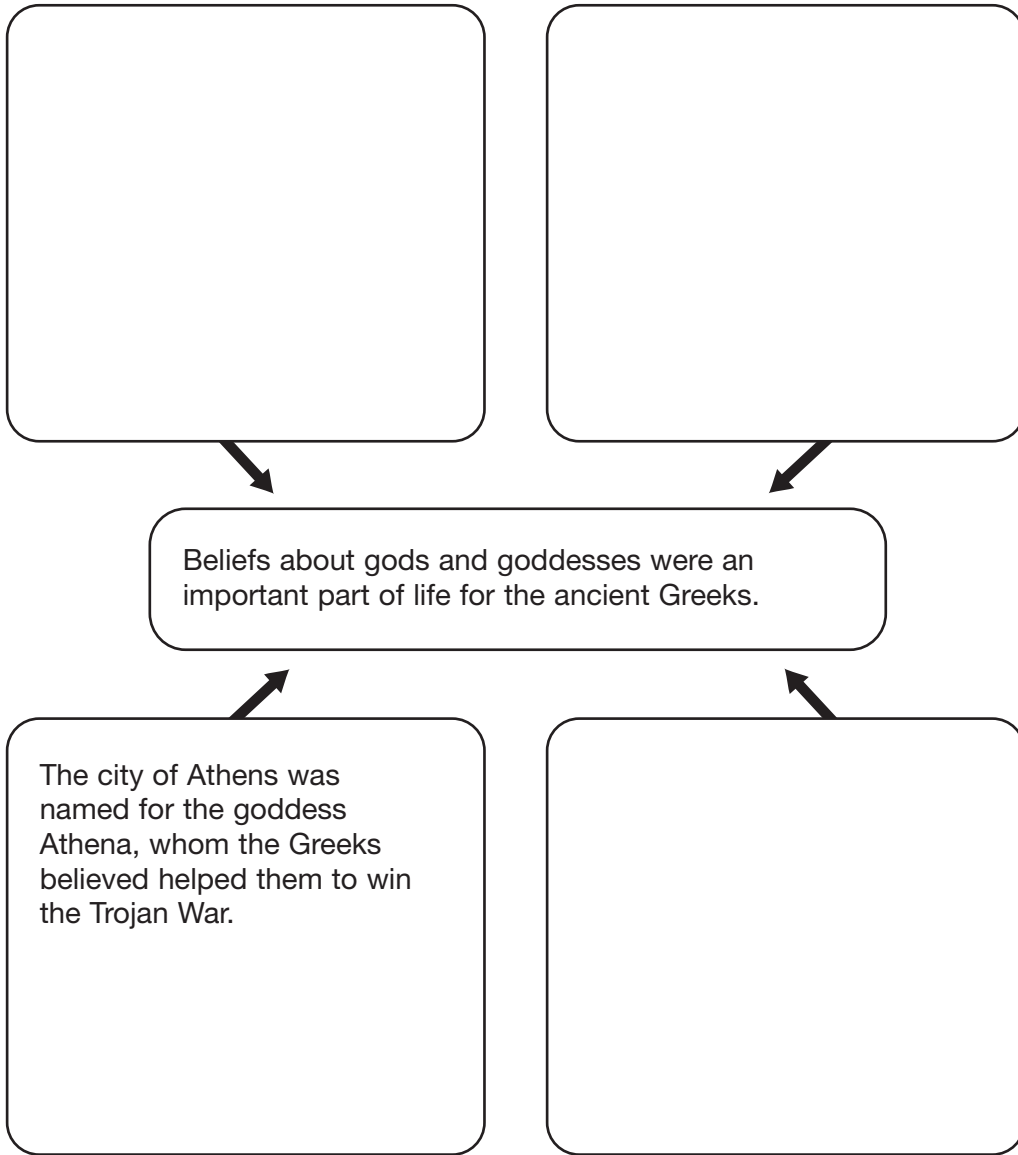 Beliefs about gods and goddesses were an
important part of life for the ancient Greeks.
The city of Athens was
named for the goddess
Athena, whom the Greeks
believed helped them to win
the Trojan War.